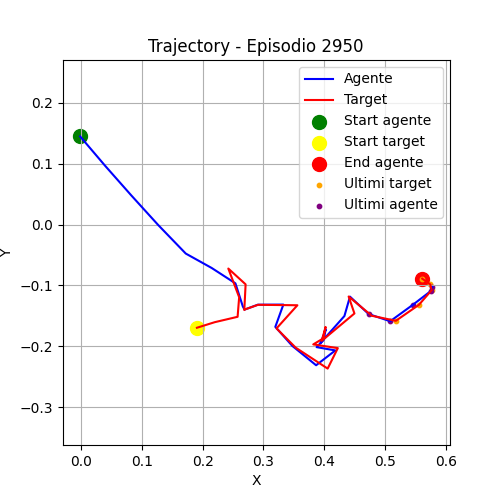 Trajectory - Episodio 2950
Agente
Target
Start agente
Start target
End agente
Ultimi target
Ultimi agente
Y
0.2
0.1
0.0
−0.1
−0.2
−0.3
0.0 0.1 0.2 0.3 0.4 0.5 0.6
X